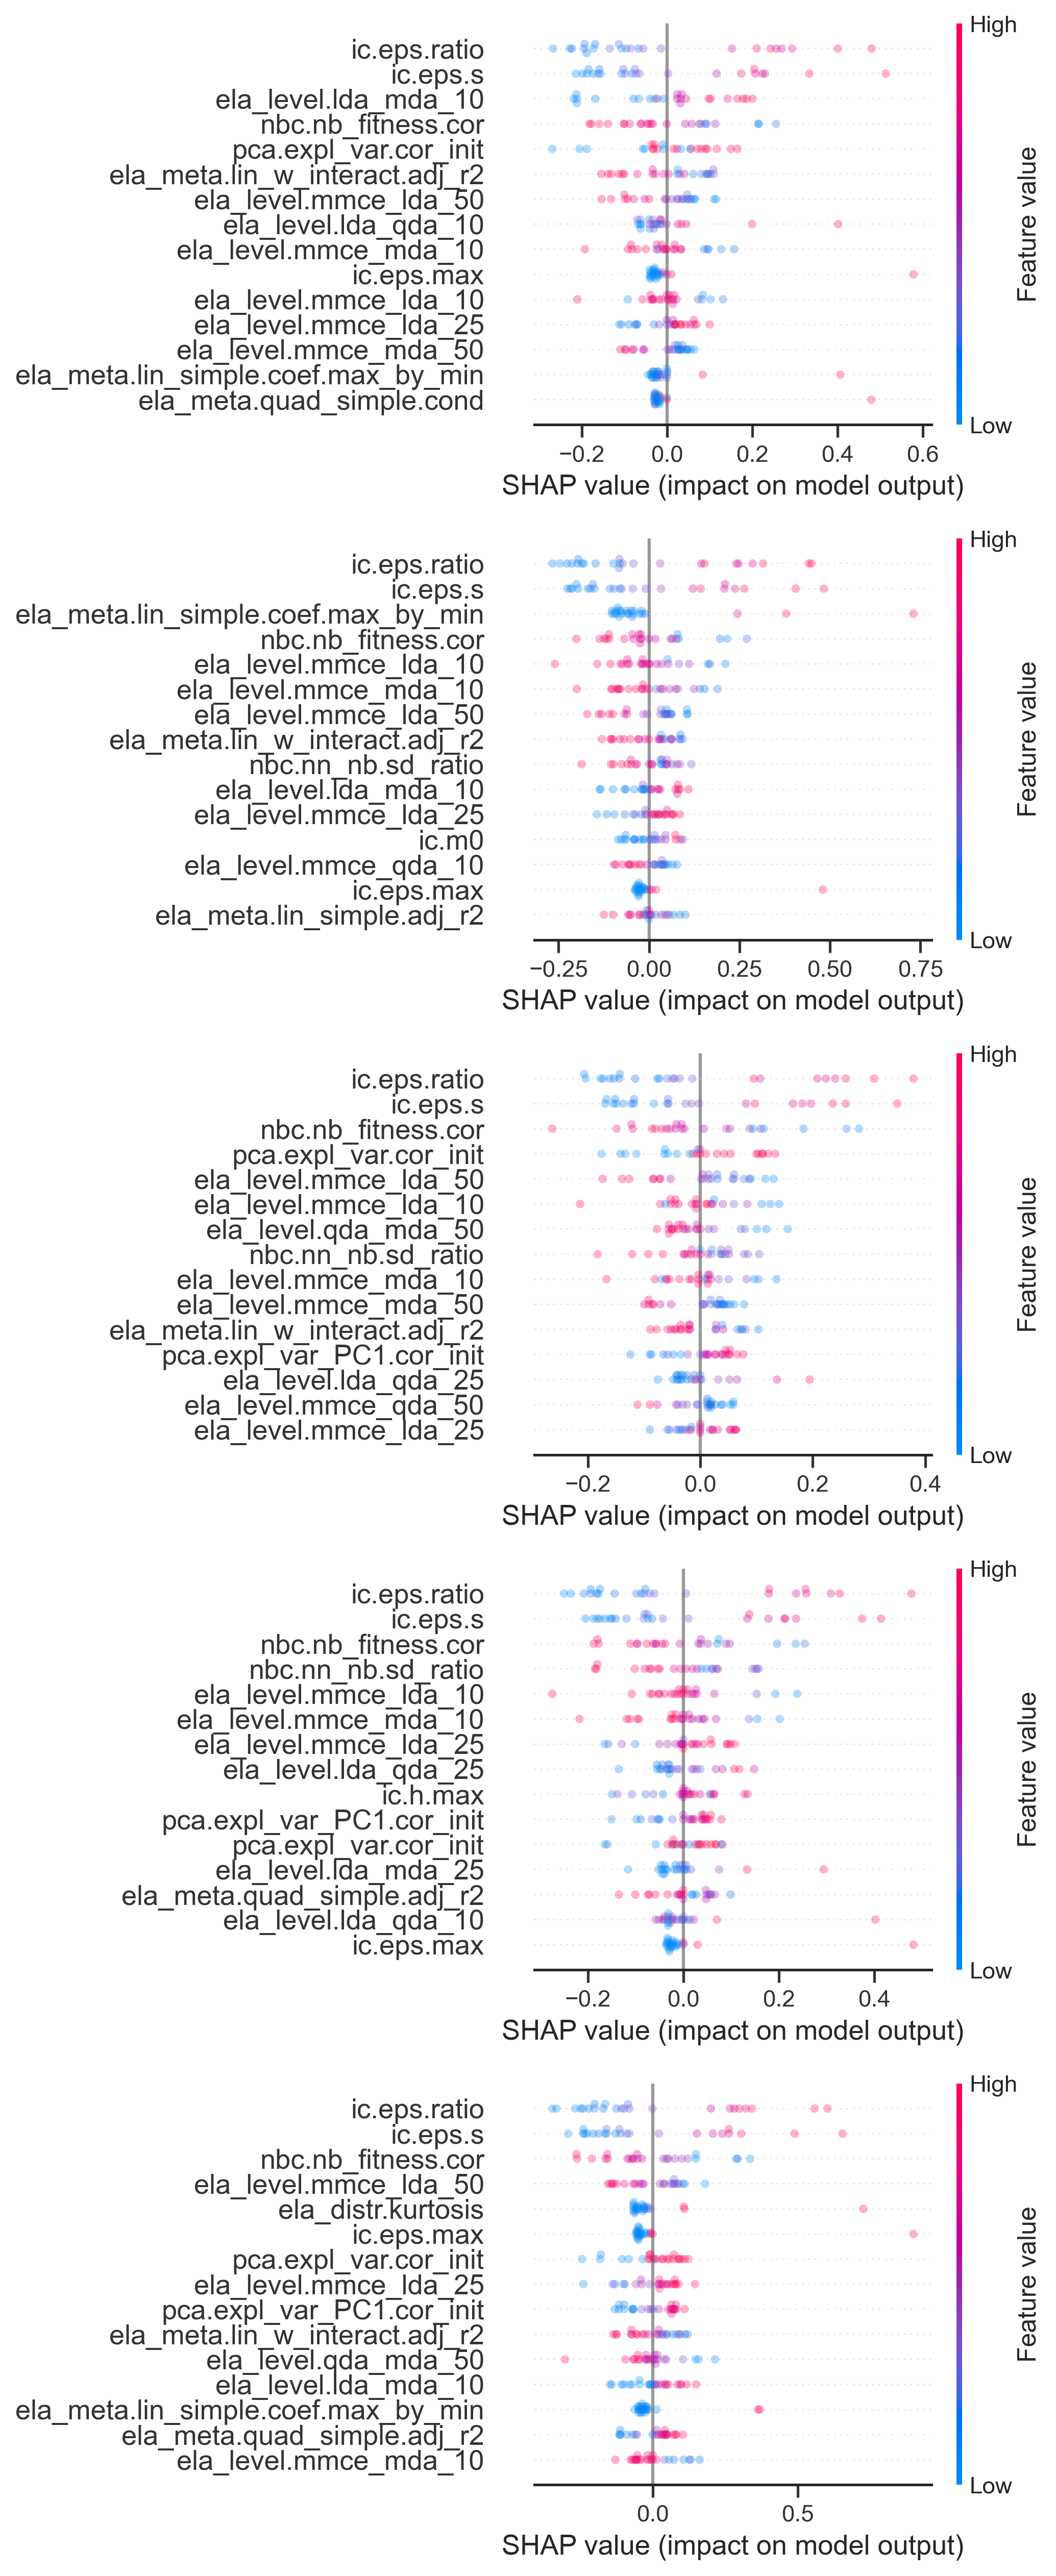 High
ic.eps.ratio
ic.eps.s
ela_level.lda_mda_10
nbc.nb_fitness.cor
pca.expl_var.cor_init
ela_meta.lin_w_interact.adj_r2
ela_level.mmce_lda_50
ela_level.lda_qda_10
ela_level.mmce_mda_10
ic.eps.max
ela_level.mmce_lda_10
ela_level.mmce_lda_25
ela_level.mmce_mda_50
ela_meta.lin_simple.coef.max_by_min
ela_meta.quad_simple.cond
Feature value
Low
−0.2 0.0 0.2 0.4 0.6
SHAP value (impact on model output)
High
ic.eps.ratio
ic.eps.s
ela_meta.lin_simple.coef.max_by_min
nbc.nb_fitness.cor
ela_level.mmce_lda_10
ela_level.mmce_mda_10
ela_level.mmce_lda_50
ela_meta.lin_w_interact.adj_r2
nbc.nn_nb.sd_ratio
ela_level.lda_mda_10
ela_level.mmce_lda_25
ic.m0
ela_level.mmce_qda_10
ic.eps.max
ela_meta.lin_simple.adj_r2
Feature value
Low
−0.25 0.00 0.25 0.50 0.75
SHAP value (impact on model output)
High
ic.eps.ratio
ic.eps.s
nbc.nb_fitness.cor
pca.expl_var.cor_init
ela_level.mmce_lda_50
ela_level.mmce_lda_10
ela_level.qda_mda_50
nbc.nn_nb.sd_ratio
ela_level.mmce_mda_10
ela_level.mmce_mda_50
ela_meta.lin_w_interact.adj_r2
pca.expl_var_PC1.cor_init
ela_level.lda_qda_25
ela_level.mmce_qda_50
ela_level.mmce_lda_25
Feature value
Low
−0.2 0.0 0.2 0.4
SHAP value (impact on model output)
High
ic.eps.ratio
ic.eps.s
nbc.nb_fitness.cor
nbc.nn_nb.sd_ratio
ela_level.mmce_lda_10
ela_level.mmce_mda_10
ela_level.mmce_lda_25
ela_level.lda_qda_25
ic.h.max
pca.expl_var_PC1.cor_init
pca.expl_var.cor_init
ela_level.lda_mda_25
ela_meta.quad_simple.adj_r2
ela_level.lda_qda_10
ic.eps.max
Feature value
Low
−0.2 0.0 0.2 0.4
SHAP value (impact on model output)
High
ic.eps.ratio
ic.eps.s
nbc.nb_fitness.cor
ela_level.mmce_lda_50
ela_distr.kurtosis
ic.eps.max
pca.expl_var.cor_init
ela_level.mmce_lda_25
pca.expl_var_PC1.cor_init
ela_meta.lin_w_interact.adj_r2
ela_level.qda_mda_50
ela_level.lda_mda_10
ela_meta.lin_simple.coef.max_by_min
ela_meta.quad_simple.adj_r2
ela_level.mmce_mda_10
Feature value
Low
0.0 0.5
SHAP value (impact on model output)